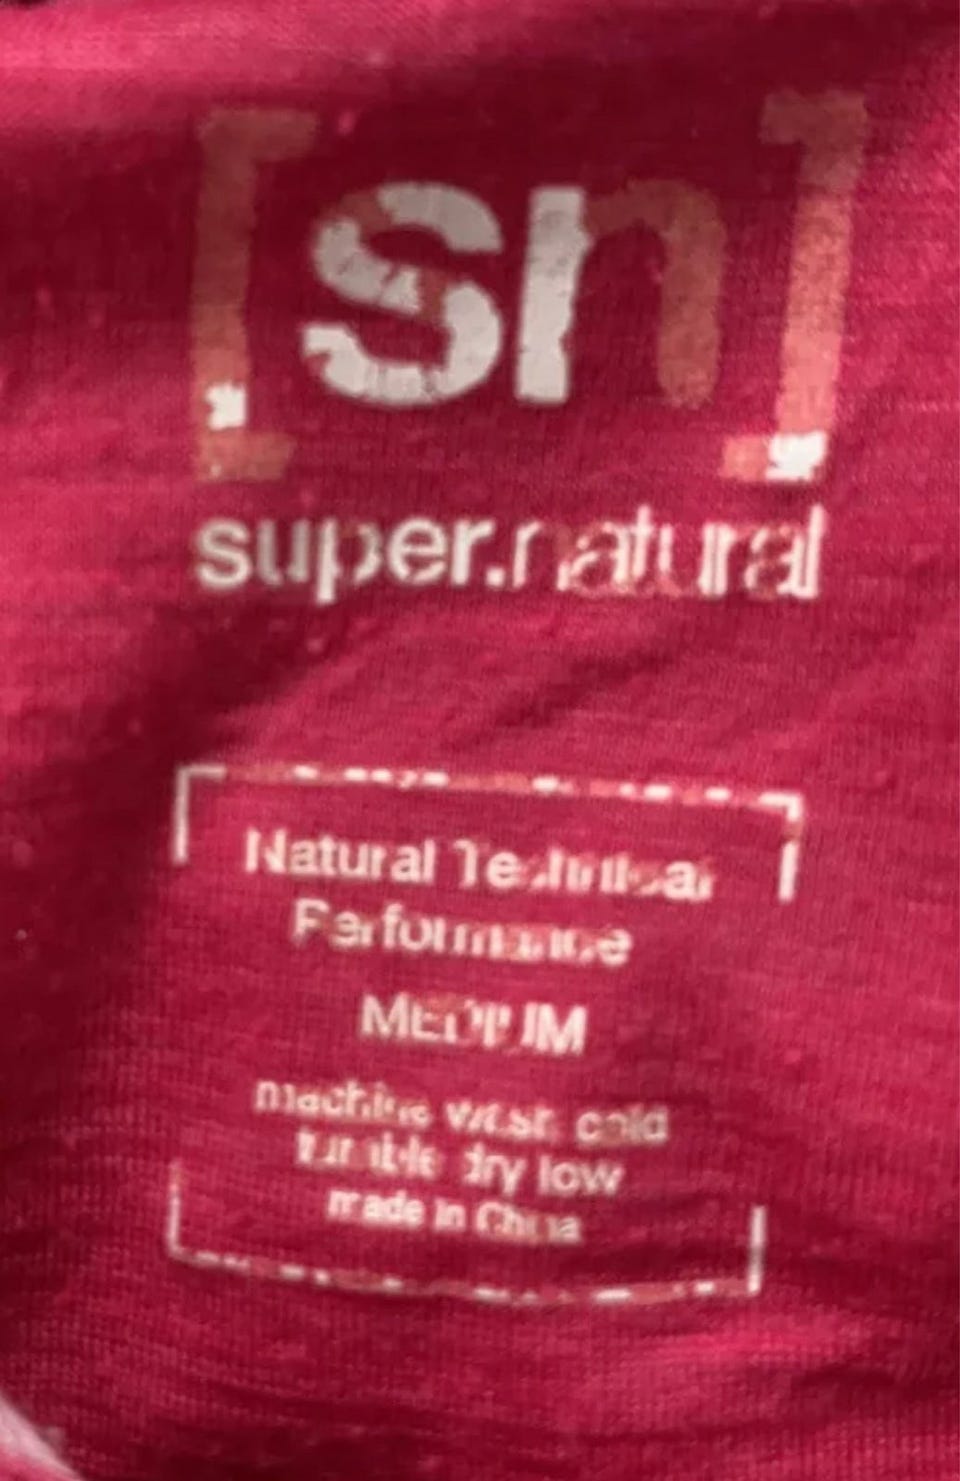 [sn]
super.natural
Natural Technical
Performance
MEDIUM
machine wash cold
tumble dry low
made in China